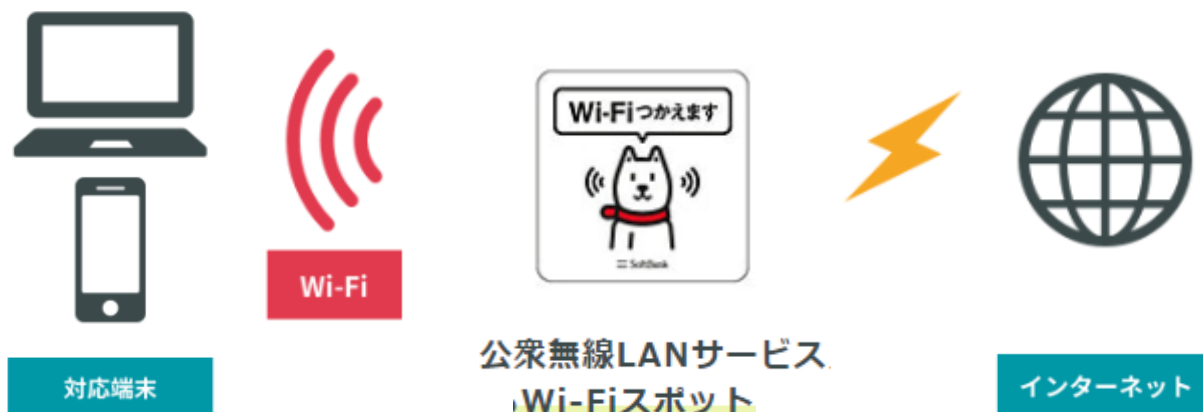 Wi-Fiつかえます
SoftBank
Wi-Fi
公衆無線LANサービス
Wi-Fiスポット
対応端末
インターネット